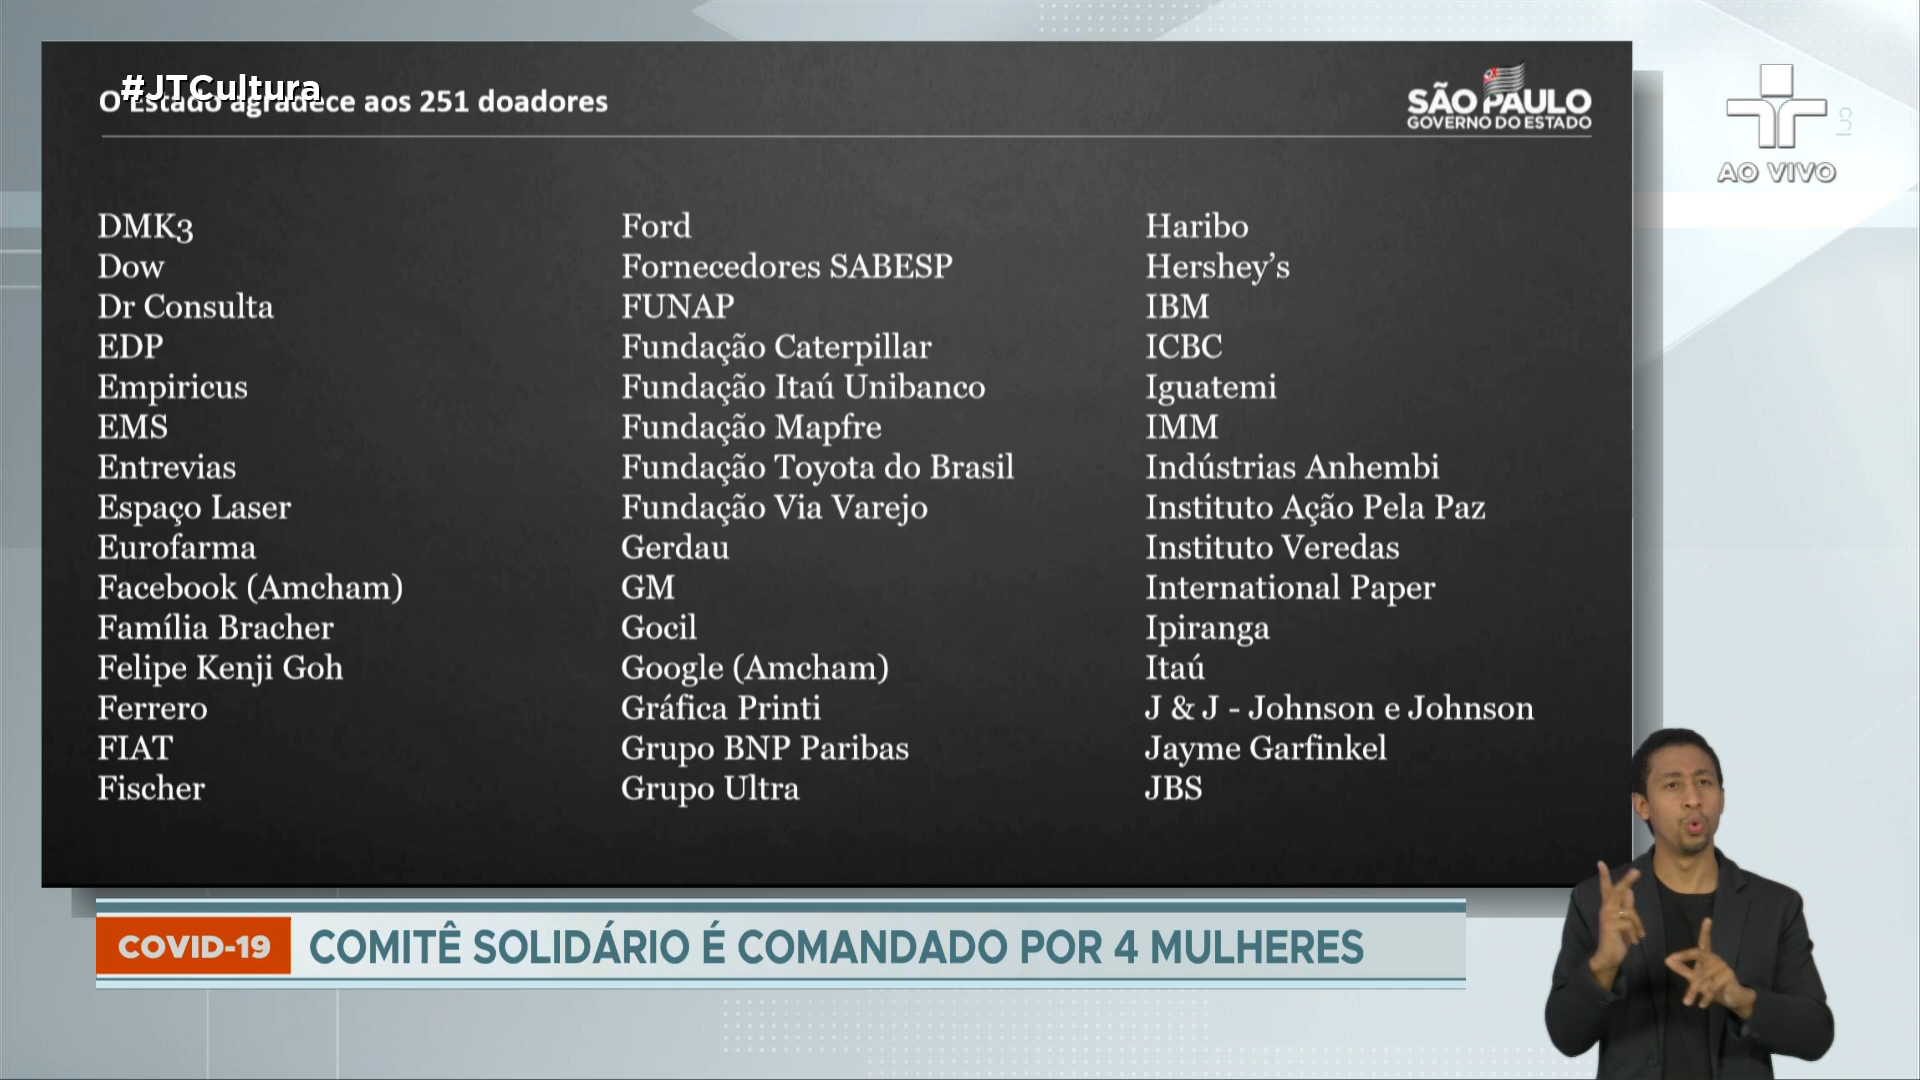 #JTCultura
O Estado agradece aos 251 doadores
SÃO PAULO
GOVERNO DO ESTADO
AO VIVO
DMK3
Dow
Dr Consulta
EDP
Empiricus
EMS
Entrevias
Espaço Laser
Eurofarma
Facebook (Amcham)
Família Bracher
Felipe Kenji Goh
Ferrero
FIAT
Fischer
Ford
Fornecedores SABESP
FUNAP
Fundação Caterpillar
Fundação Itaú Unibanco
Fundação Mapfre
Fundação Toyota do Brasil
Fundação Via Varejo
Gerdau
GM
Gocil
Google (Amcham)
Gráfica Printi
Grupo BNP Paribas
Grupo Ultra
Haribo
Hershey’s
IBM
ICBC
Iguatemi
IMM
Indústrias Anhembi
Instituto Ação Pela Paz
Instituto Veredas
International Paper
Ipiranga
Itaú
J & J - Johnson e Johnson
Jayme Garfinkel
JBS
COVID-19
COMITÊ SOLIDÁRIO É COMANDADO POR 4 MULHERES